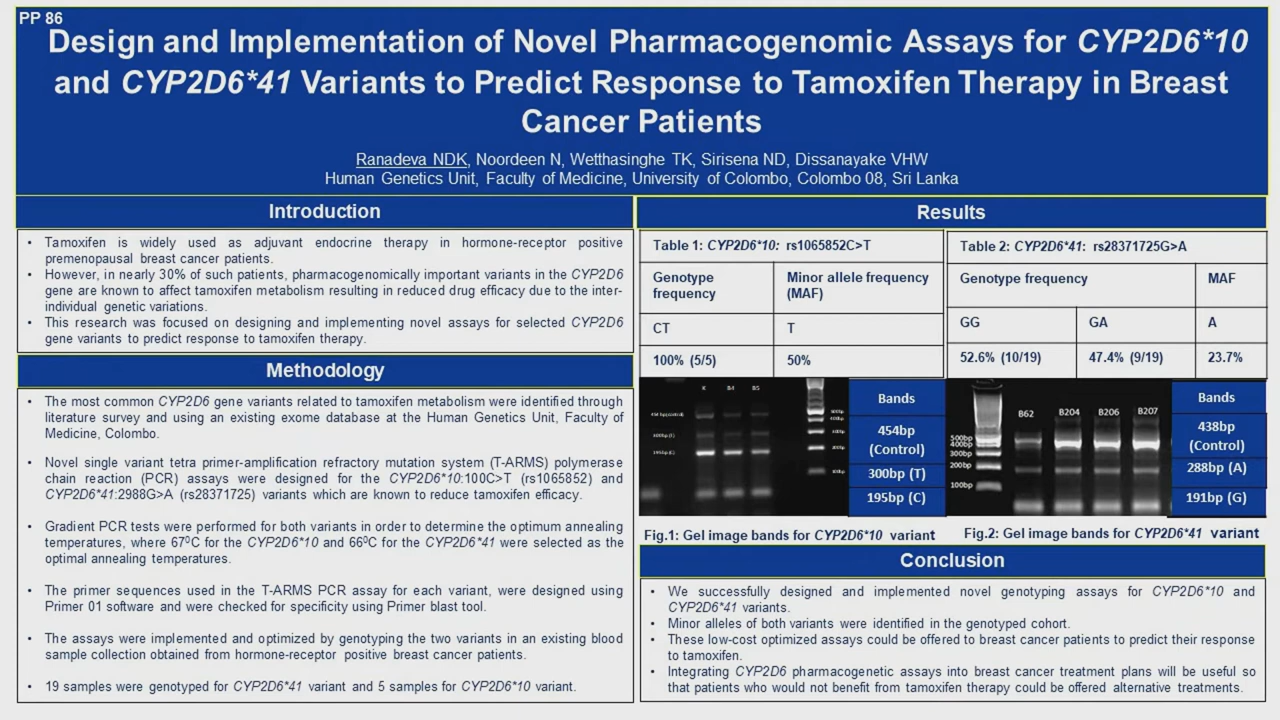 PP 86
Design and Implementation of Novel Pharmacogenomic Assays for CYP2D6*10
and CYP2D6*41 Variants to Predict Response to Tamoxifen Therapy in Breast
Cancer Patients
Ranadeva NDK, Noordeen N, Wetthasinghe TK, Sirisena ND, Dissanayake VHW
Human Genetics Unit, Faculty of Medicine, University of Colombo, Colombo 08, Sri Lanka
Introduction
• Tamoxifen is widely used as adjuvant endocrine therapy in hormone-receptor positive
premenopausal breast cancer patients.
• However, in nearly 30% of such patients, pharmacogenomically important variants in the CYP2D6
gene are known to affect tamoxifen metabolism resulting in reduced drug efficacy due to the inter-
individual genetic variations.
• This research was focused on designing and implementing novel assays for selected CYP2D6
gene variants to predict response to tamoxifen therapy.
Methodology
• The most common CYP2D6 gene variants related to tamoxifen metabolism were identified through
literature survey and using an existing exome database at the Human Genetics Unit, Faculty of
Medicine, Colombo.
• Novel single variant tetra primer-amplification refractory mutation system (T-ARMS) polymerase
chain reaction (PCR) assays were designed for the CYP2D6*10:100C>T (rs1065852) and
CYP2D6*41:2988G>A (rs28371725) variants which are known to reduce tamoxifen efficacy.
• Gradient PCR tests were performed for both variants in order to determine the optimum annealing
temperatures, where 67⁰C for the CYP2D6*10 and 66⁰C for the CYP2D6*41 were selected as the
optimal annealing temperatures.
• The primer sequences used in the T-ARMS PCR assay for each variant, were designed using
Primer 01 software and were checked for specificity using Primer blast tool.
• The assays were implemented and optimized by genotyping the two variants in an existing blood
sample collection obtained from hormone-receptor positive breast cancer patients.
• 19 samples were genotyped for CYP2D6*41 variant and 5 samples for CYP2D6*10 variant.
Results
Table 1: CYP2D6*10: rs1065852C>T
Genotype frequency Minor allele frequency (MAF)
CT T
100% (5/5) 50%
Table 2: CYP2D6*41: rs28371725G>A
Genotype frequency MAF
GG GA A
52.6% (10/19) 47.4% (9/19) 23.7%
Bands
454bp
(Control)
300bp (T)
195bp (C)
Fig.1: Gel image bands for CYP2D6*10 variant
B62 B204 B206 B207
500bp
400bp
300bp
200bp
100bp
Bands
438bp
(Control)
288bp (A)
191bp (G)
Fig.2: Gel image bands for CYP2D6*41 variant
Conclusion
• We successfully designed and implemented novel genotyping assays for CYP2D6*10 and
CYP2D6*41 variants.
• Minor alleles of both variants were identified in the genotyped cohort.
• These low-cost optimized assays could be offered to breast cancer patients to predict their response
to tamoxifen.
• Integrating CYP2D6 pharmacogenetic assays into breast cancer treatment plans will be useful so
that patients who would not benefit from tamoxifen therapy could be offered alternative treatments.